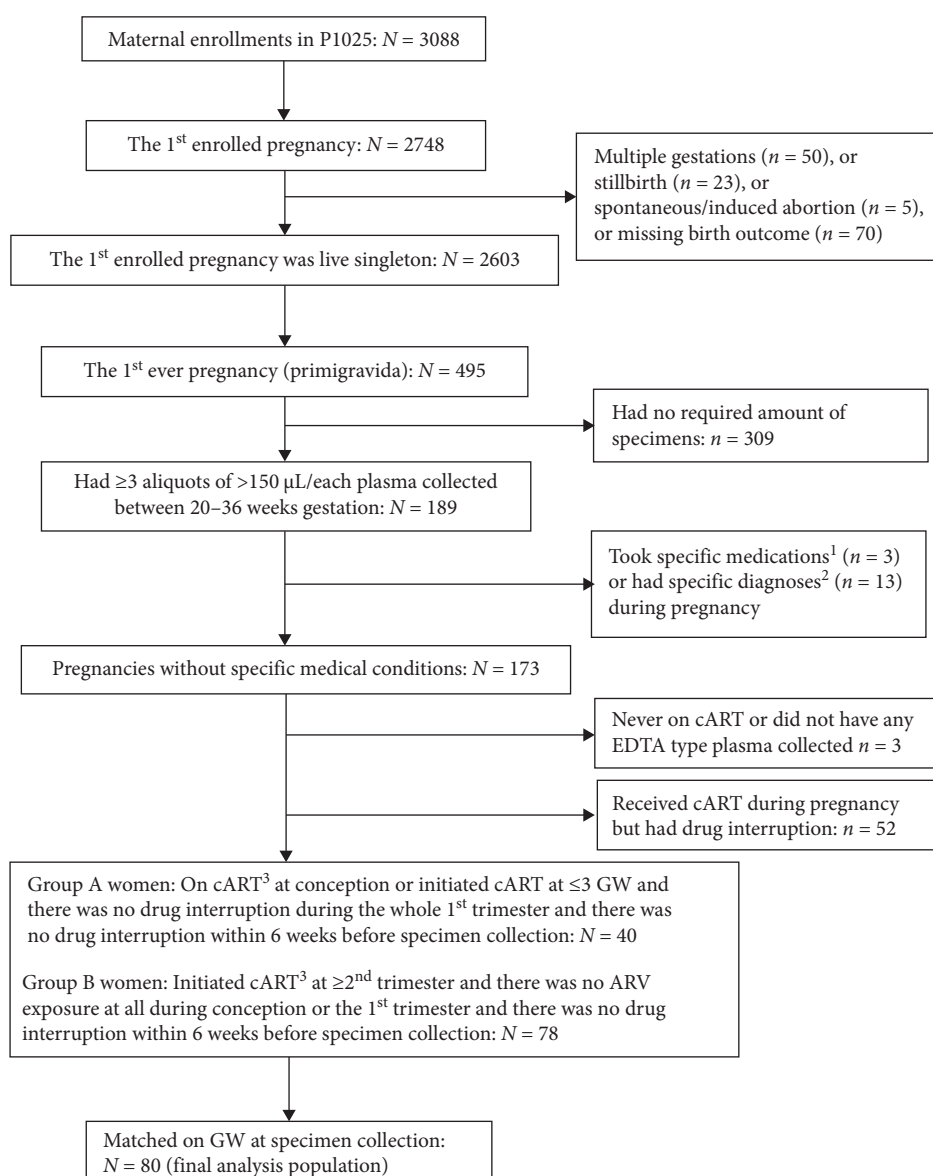 Maternal enrollments in P1025: N = 3088
The 1st enrolled pregnancy: N = 2748
Multiple gestations (n = 50), or
stillbirth (n = 23), or
spontaneous/induced abortion (n = 5),
or missing birth outcome (n = 70)
The 1st enrolled pregnancy was live singleton: N = 2603
The 1st ever pregnancy (primigravida): N = 495
Had no required amount of
specimens: n = 309
Had ≥3 aliquots of >150 μL/each plasma collected
between 20–36 weeks gestation: N = 189
Took specific medications1 (n = 3)
or had specific diagnoses2 (n = 13)
during pregnancy
Pregnancies without specific medical conditions: N = 173
Never on cART or did not have any
EDTA type plasma collected n = 3
Received cART during pregnancy
but had drug interruption: n = 52
Group A women: On cART3 at conception or initiated cART at ≤3 GW and
there was no drug interruption during the whole 1st trimester and there was
no drug interruption within 6 weeks before specimen collection: N = 40
Group B women: Initiated cART3 at ≥2nd trimester and there was no ARV
exposure at all during conception or the 1st trimester and there was no drug
interruption within 6 weeks before specimen collection: N = 78
Matched on GW at specimen collection:
N = 80 (final analysis population)